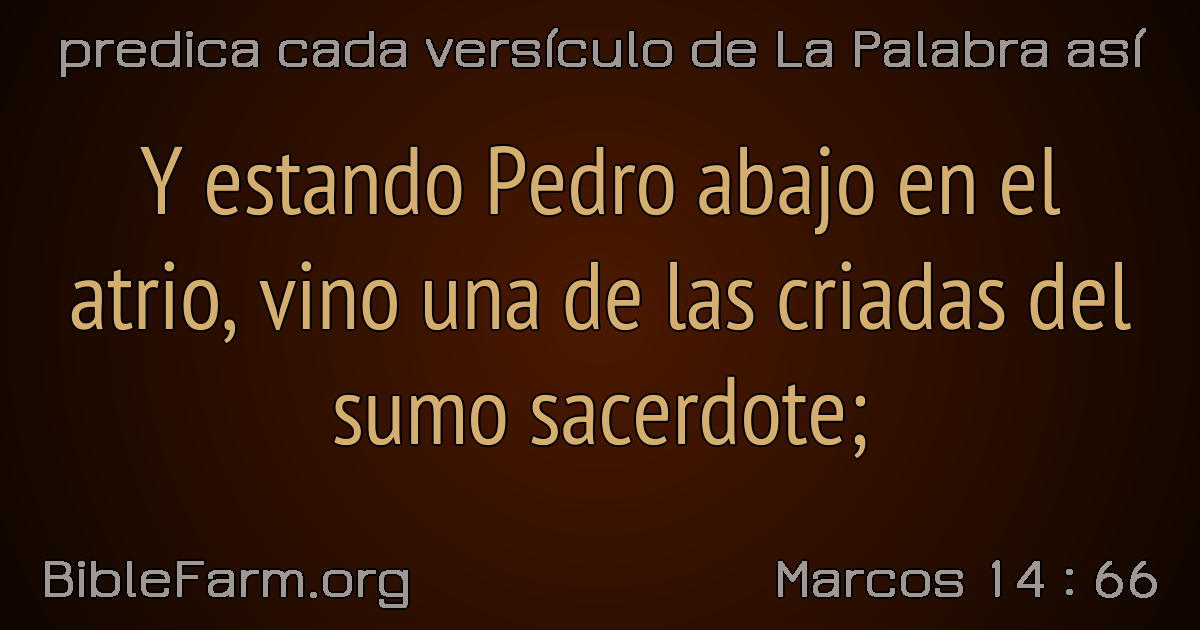 predica cada versículo de La Palabra así
Y estando Pedro abajo en el
atrio, vino una de las criadas del
sumo sacerdote;
BibleFarm.org
Marcos 14 : 66